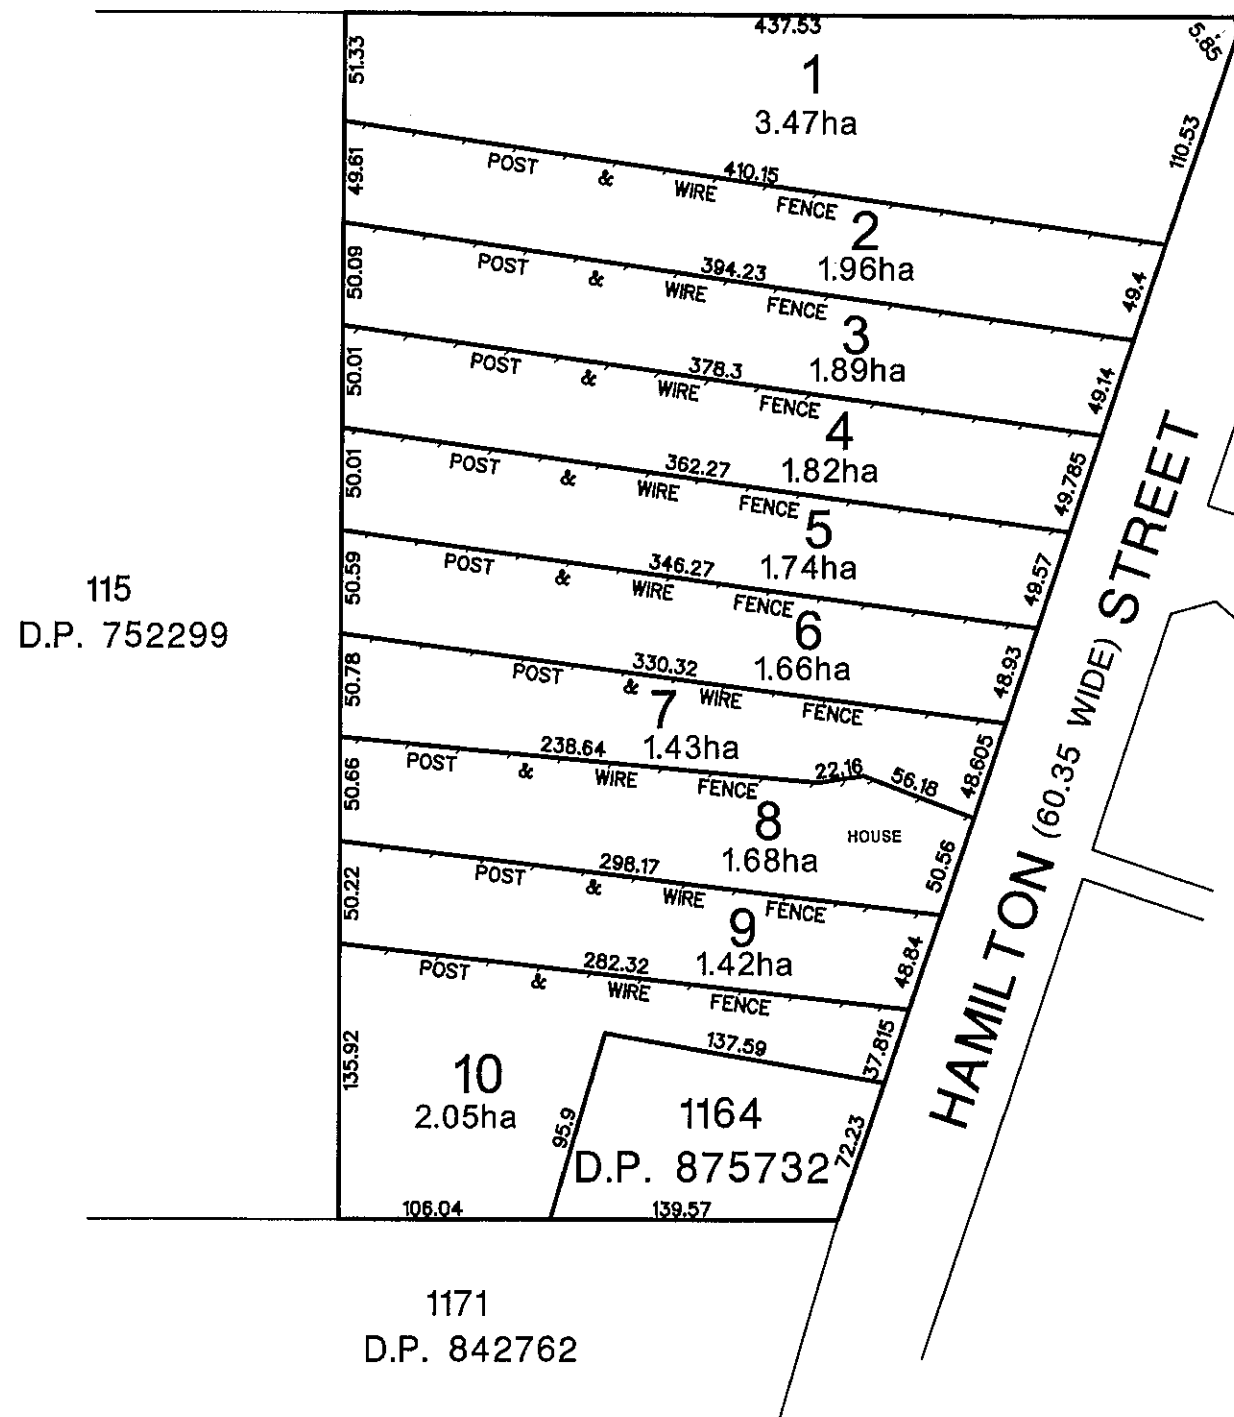 437.53
5.85
51.33
1
3.47ha
110.53
410.15
POST & WIRE FENCE
49.61
2
1.96ha
49.4
394.23
POST & WIRE FENCE
50.09
3
1.89ha
49.14
378.3
POST & WIRE FENCE
50.01
4
1.82ha
49.785
362.27
POST & WIRE FENCE
50.01
5
1.74ha
49.57
346.27
POST & WIRE FENCE
50.59
6
1.66ha
48.93
330.32
POST & WIRE FENCE
50.78
7
1.43ha
48.605
238.64
22.16
56.18
POST & WIRE FENCE
50.66
8
1.68ha
HOUSE
50.56
298.17
POST & WIRE FENCE
50.22
9
1.42ha
48.84
282.32
POST & WIRE FENCE
135.92
10
2.05ha
137.59
37.815
95.9
1164
D.P. 875732
72.23
106.04
139.57
115
D.P. 752299
HAMILTON (60.35 WIDE) STREET
1171
D.P. 842762